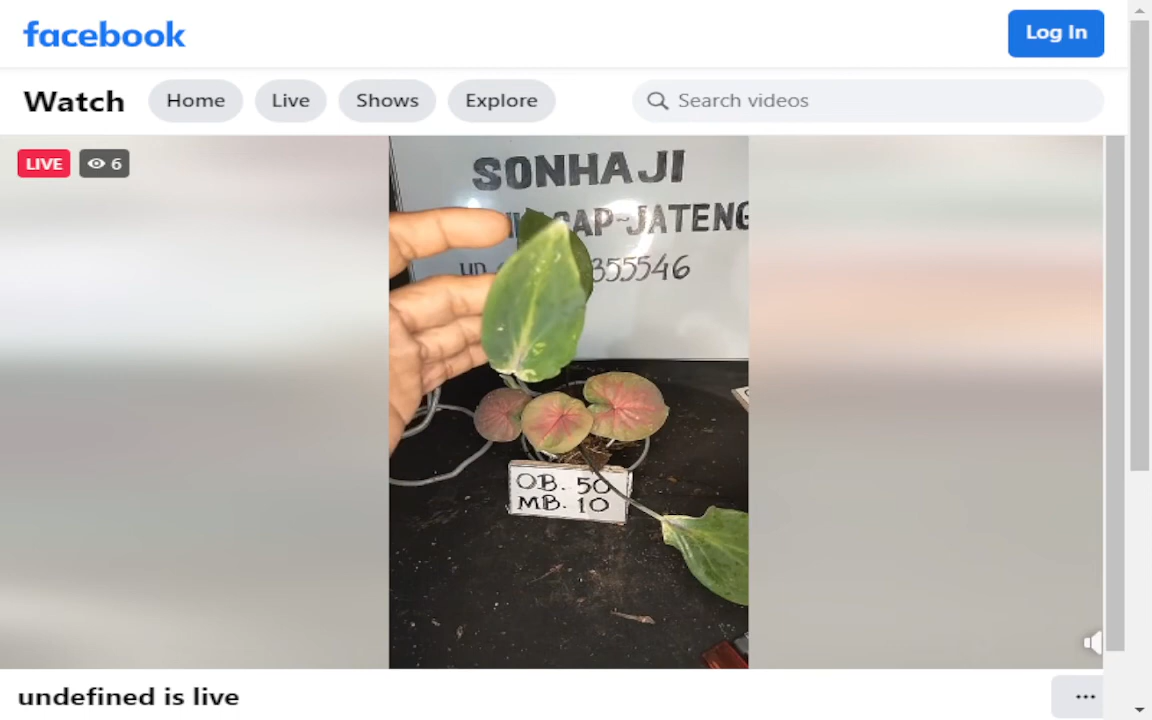 facebook
Log In
Watch
Home
Live
Shows
Explore
Search videos
LIVE
6
SONHAJI
CAP~JATENG
355546
OB. 50
MB. 10
undefined is live